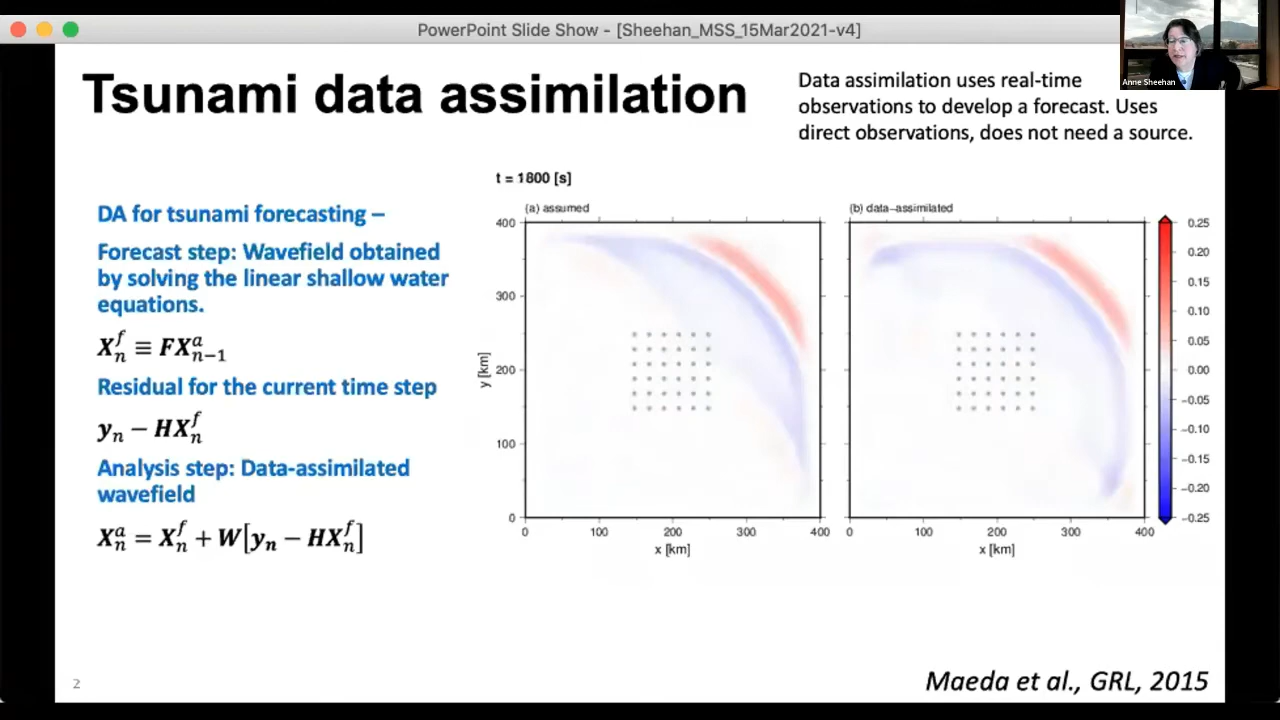 PowerPoint Slide Show - [Sheehan_MSS_15Mar2021-v4]
Anne Sheehan
Tsunami data assimilation
Data assimilation uses real-time
observations to develop a forecast. Uses
direct observations, does not need a source.
DA for tsunami forecasting –
Forecast step: Wavefield obtained
by solving the linear shallow water
equations.
X_n^f ≡ FX_{n−1}^a
Residual for the current time step
y_n − HX_n^f
Analysis step: Data-assimilated
wavefield
X_n^a = X_n^f + W[y_n − HX_n^f]
t = 1800 [s]
(a) assumed
400
300
200
100
0
y [km]
0 100 200 300 400
x [km]
(b) data–assimilated
0 100 200 300 400
x [km]
0.25
0.20
0.15
0.10
0.05
0.00
−0.05
−0.10
−0.15
−0.20
−0.25
2
Maeda et al., GRL, 2015